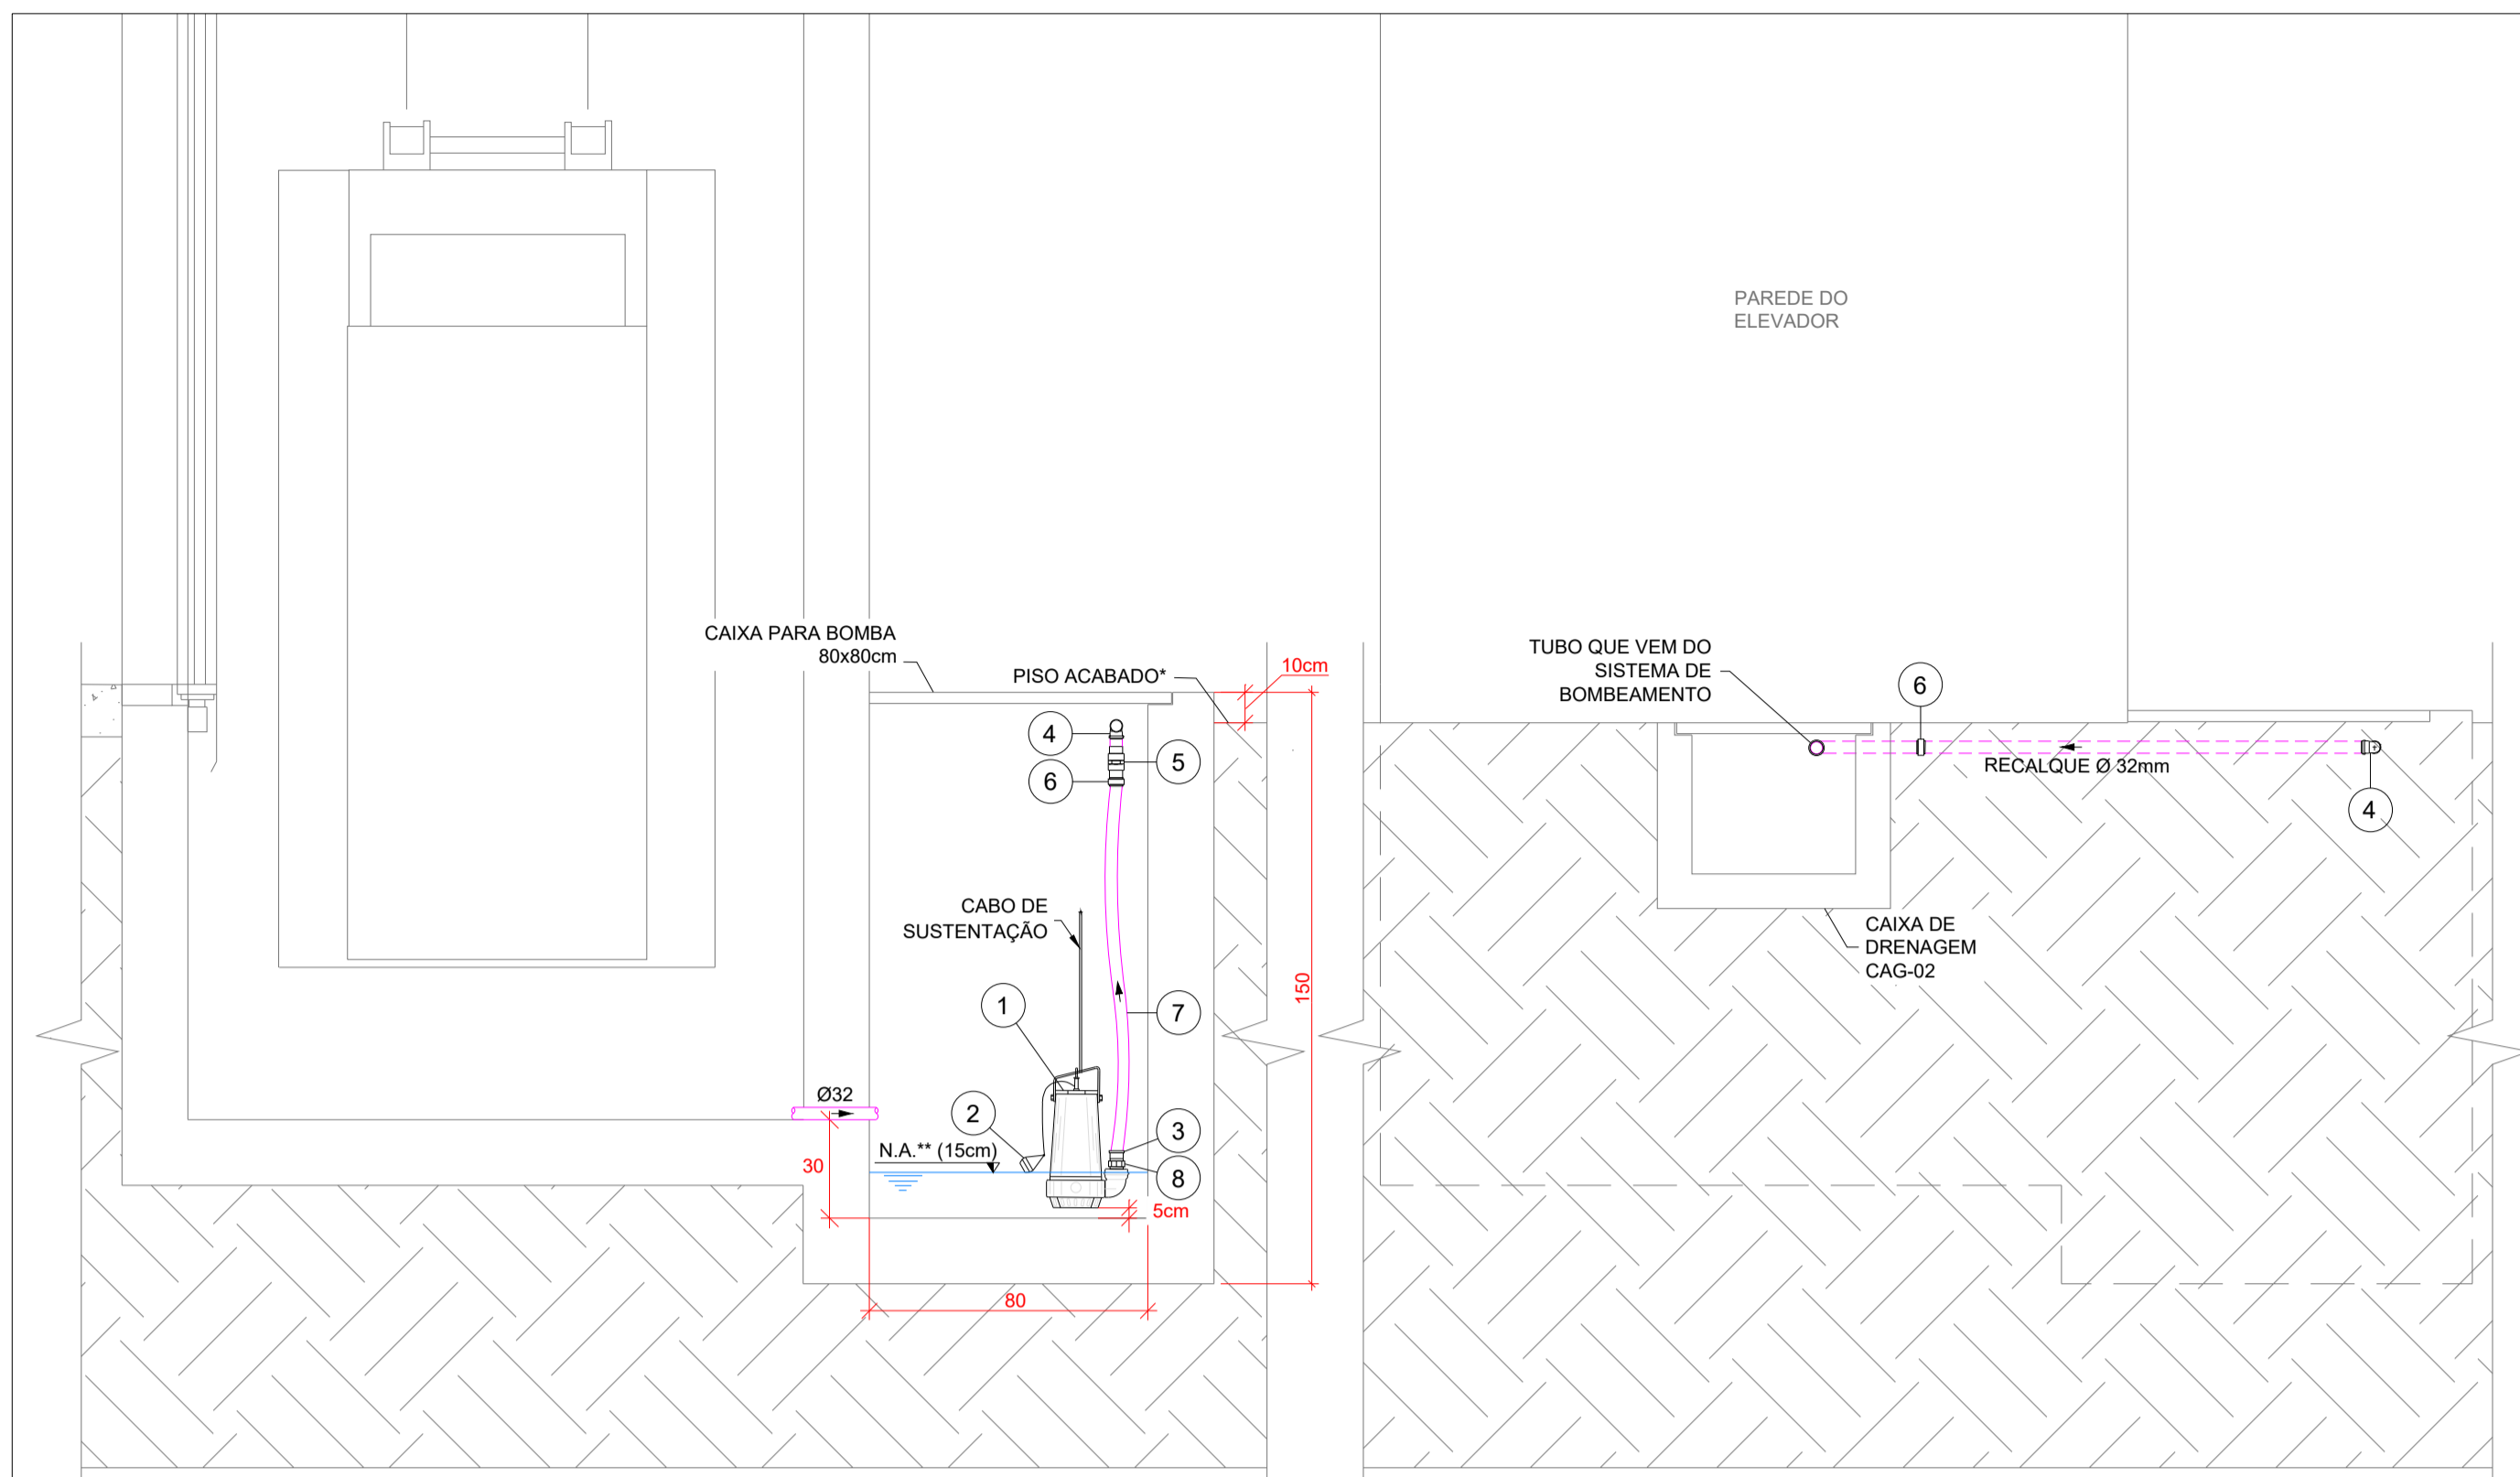 PAREDE DO
ELEVADOR
CAIXA PARA BOMBA
80x80cm
PISO ACABADO*
10cm
TUBO QUE VEM DO
SISTEMA DE
BOMBEAMENTO
6
4
5
6
RECALQUE Ø 32mm
4
CABO DE
SUSTENTAÇÃO
CAIXA DE
DRENAGEM
CAG-02
150
1
7
Ø32
2
3
N.A.** (15cm)
30
8
5cm
80